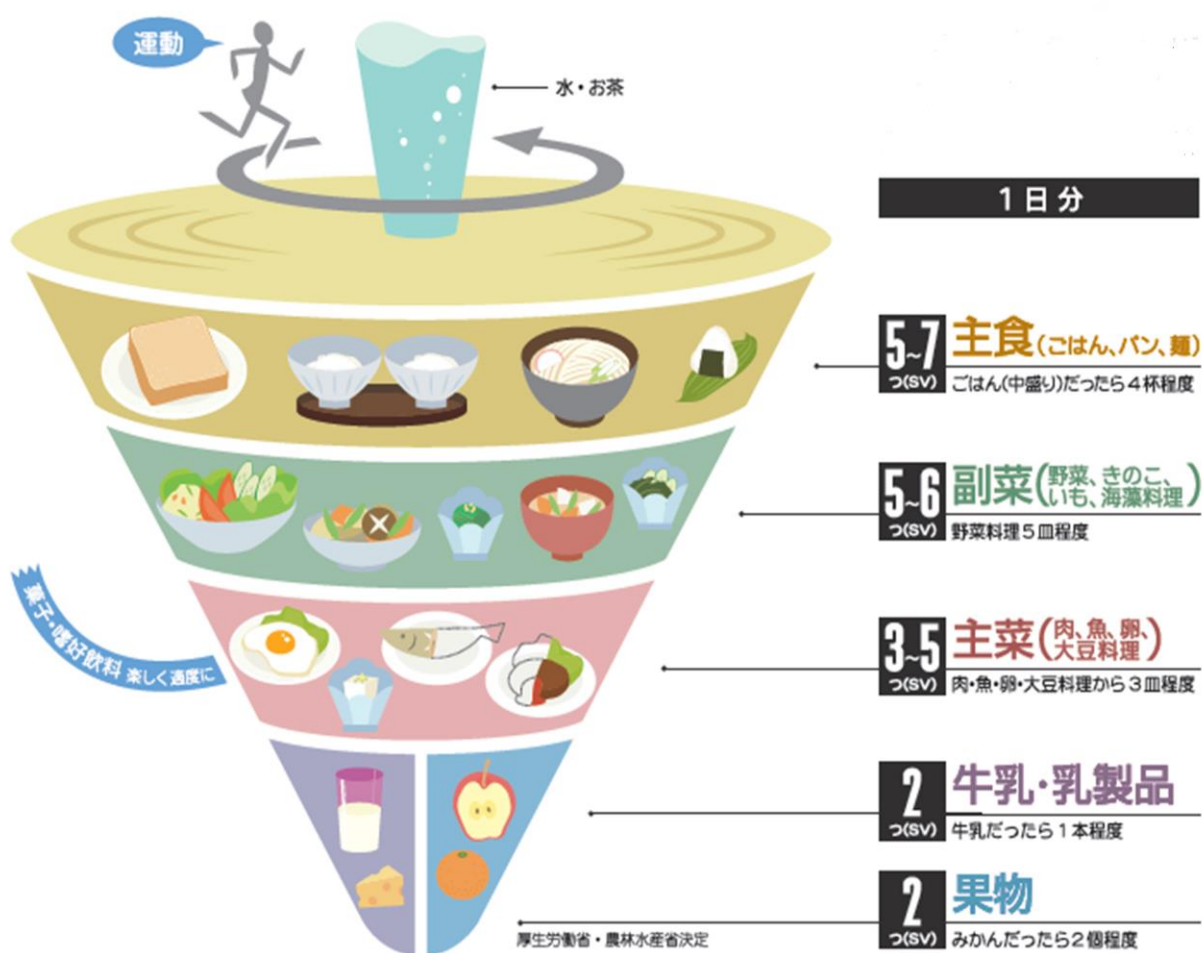 運動
水・お茶
1日分
5~7
つ(SV)
主食(ごはん、パン、麺)
ごはん(中盛り)だったら4杯程度
5~6
つ(SV)
副菜(野菜、きのこ、
いも、海藻料理)
野菜料理5皿程度
菓子・嗜好飲料 楽しく適度に
3~5
つ(SV)
主菜(肉、魚、卵、
大豆料理)
肉・魚・卵・大豆料理から3皿程度
2
つ(SV)
牛乳・乳製品
牛乳だったら1本程度
2
つ(SV)
果物
みかんだったら2個程度
厚生労働省・農林水産省決定